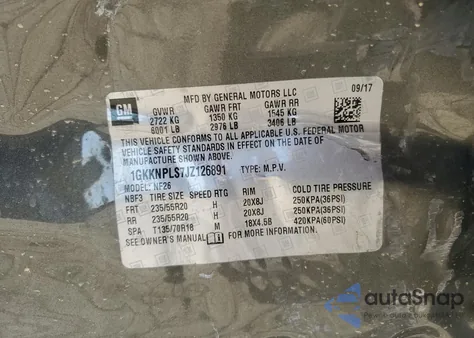 MFD BY GENERAL MOTORS LLC 09/17
GM GVWR GAWR FRT GAWR RR
2722 KG 1350 KG 1545 KG
6001 LB 2976 LB 3406 LB
THIS VEHICLE CONFORMS TO ALL APPLICABLE U.S. FEDERAL MOTOR
VEHICLE SAFETY STANDARDS IN EFFECT ON THE DATE OF
MANUFACTURE SHOWN ABOVE.
1GKKNPLS7JZ126891 TYPE: M.P.V.
MODEL: NF26
NBF3 TIRE SIZE SPEED RTG RIM COLD TIRE PRESSURE
FRT 235/55R20 H 20X8J 250KPA(36PSI)
RR 235/55R20 H 20X8J 250KPA(36PSI)
SPA T135/70R18 M 18X4.5B 420KPA(60PSI)
SEE OWNER'S MANUAL FOR MORE INFORMATION.
autoSnap